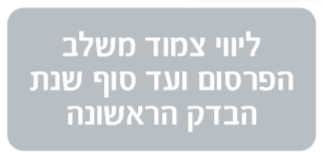 ליווי צמוד משלב
הפרסום ועד סוף שנת
הבדק הראשונה